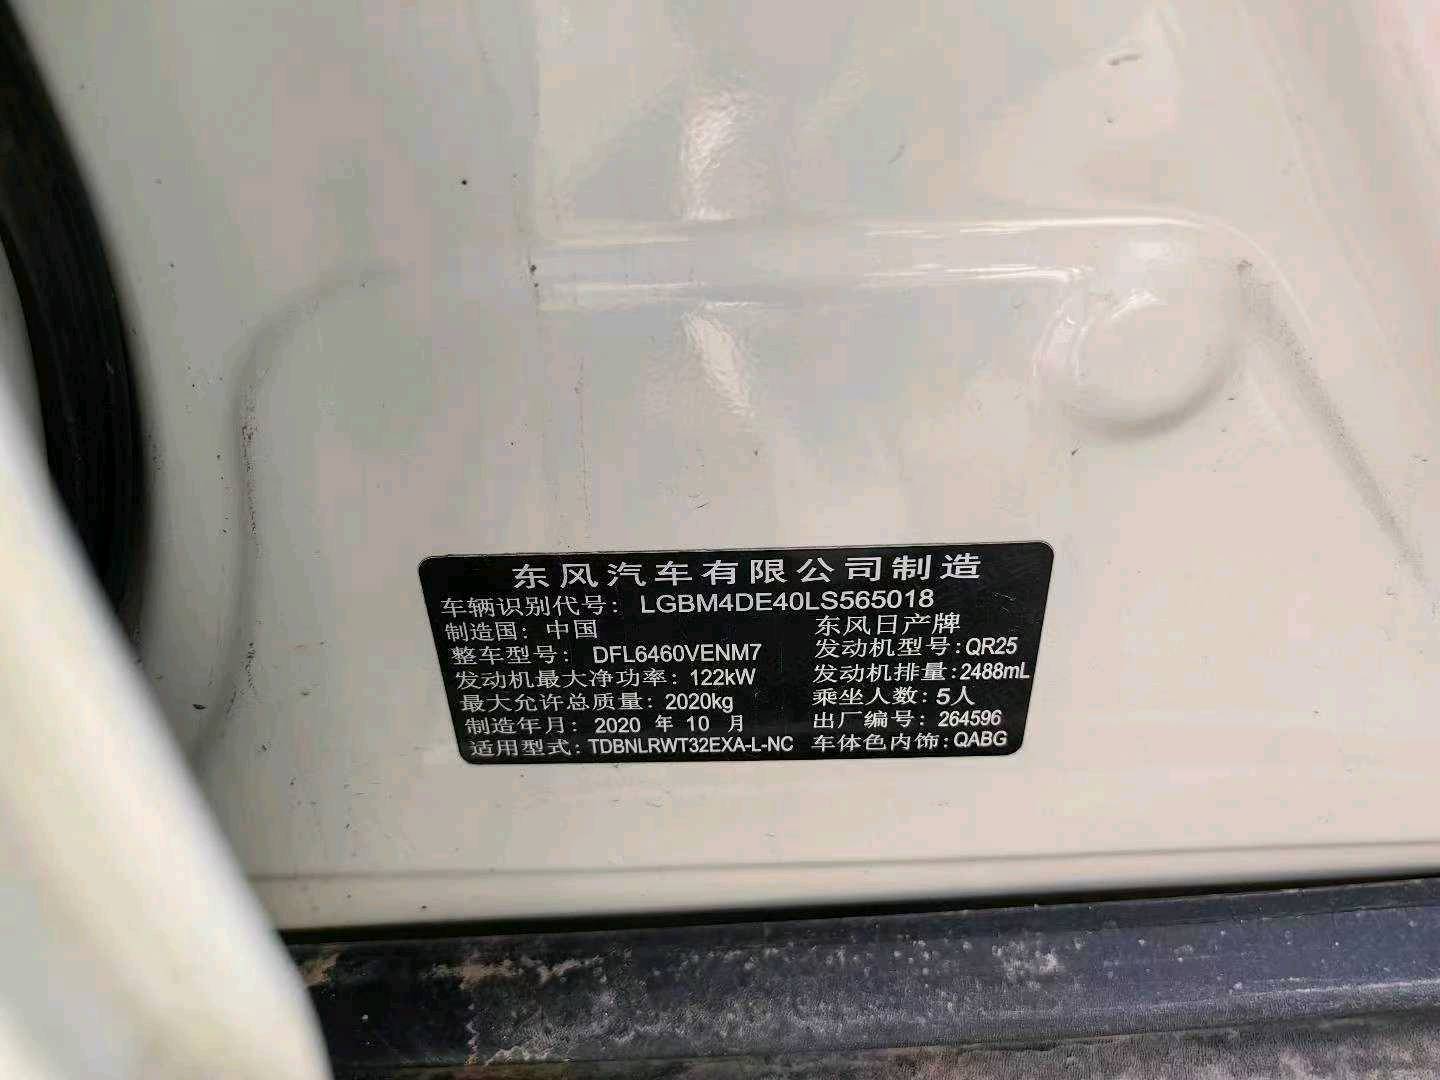 东风汽车有限公司制造
车辆识别代号： LGBM4DE40LS565018
制造国：中国 东风日产牌
整车型号： DFL6460VENM7 发动机型号:QR25
发动机最大净功率：122kW 发动机排量:2488mL
最大允许总质量：2020kg 乘坐人数：5人
制造年月：2020 年 10 月 出厂编号：264596
适用型式：TDBNLRWT32EXA-L-NC 车体色内饰:QABG